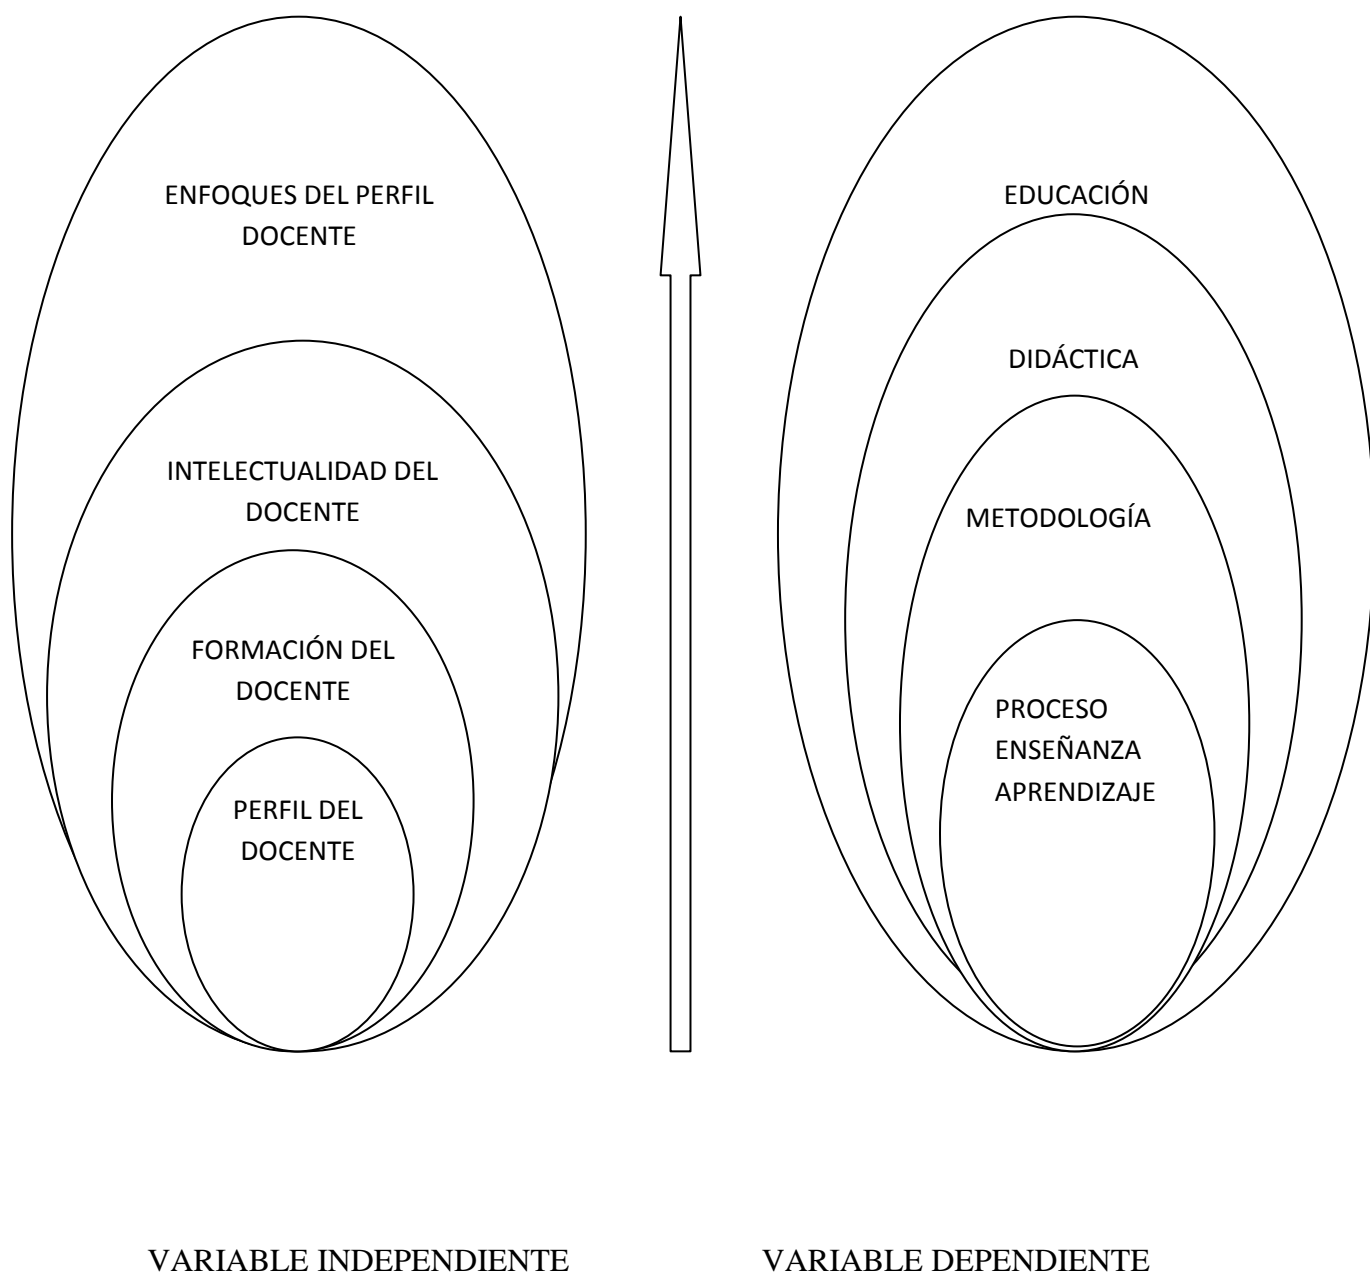 ENFOQUES DEL PERFIL
DOCENTE
INTELECTUALIDAD DEL
DOCENTE
FORMACIÓN DEL
DOCENTE
PERFIL DEL
DOCENTE
EDUCACIÓN
DIDÁCTICA
METODOLOGÍA
PROCESO
ENSEÑANZA
APRENDIZAJE
VARIABLE INDEPENDIENTE
VARIABLE DEPENDIENTE